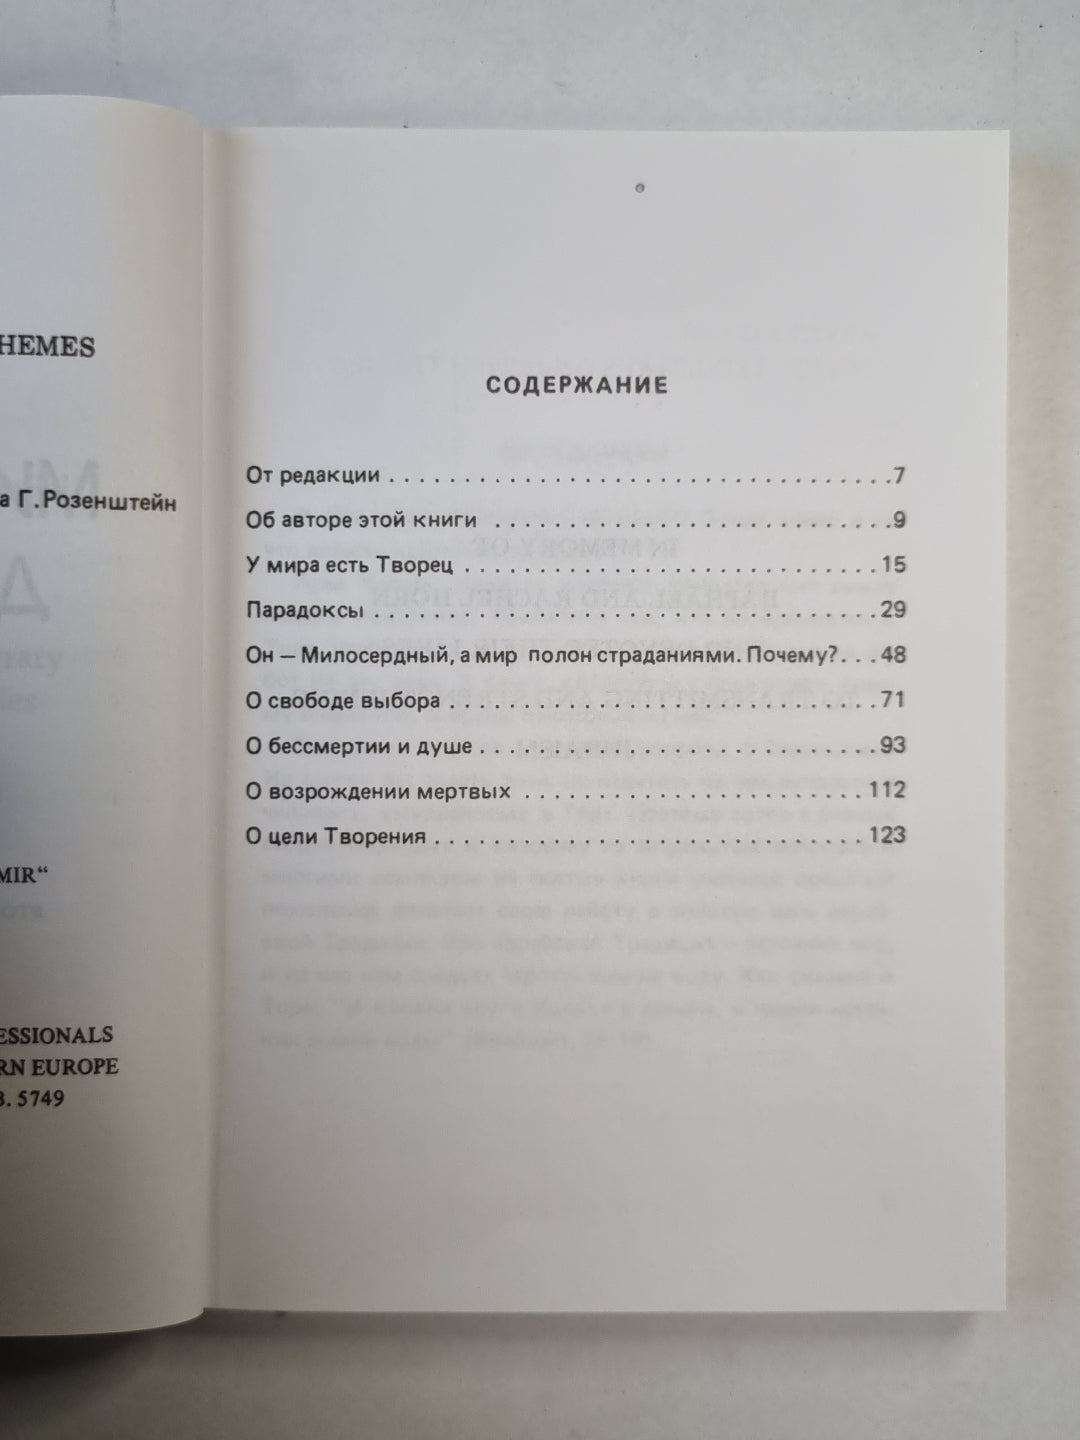 HEMES
а Г.Розенштейн
MIR“
ESSIONALS
RN EUROPE
В. 5749
СОДЕРЖАНИЕ
От редакции . . . . . . . . . . . . . . . . . . . . . . . . . . . . . . . . 7
Об авторе этой книги . . . . . . . . . . . . . . . . . . . . . . . . . 9
У мира есть Творец . . . . . . . . . . . . . . . . . . . . . . . . . . 15
Парадоксы . . . . . . . . . . . . . . . . . . . . . . . . . . . . . . . . 29
Он — Милосердный, а мир полон страданиями. Почему? . . . 48
О свободе выбора . . . . . . . . . . . . . . . . . . . . . . . . . . . 71
О бессмертии и душе . . . . . . . . . . . . . . . . . . . . . . . . . 93
О возрождении мертвых . . . . . . . . . . . . . . . . . . . . . . 112
О цели Творения . . . . . . . . . . . . . . . . . . . . . . . . . . . 123